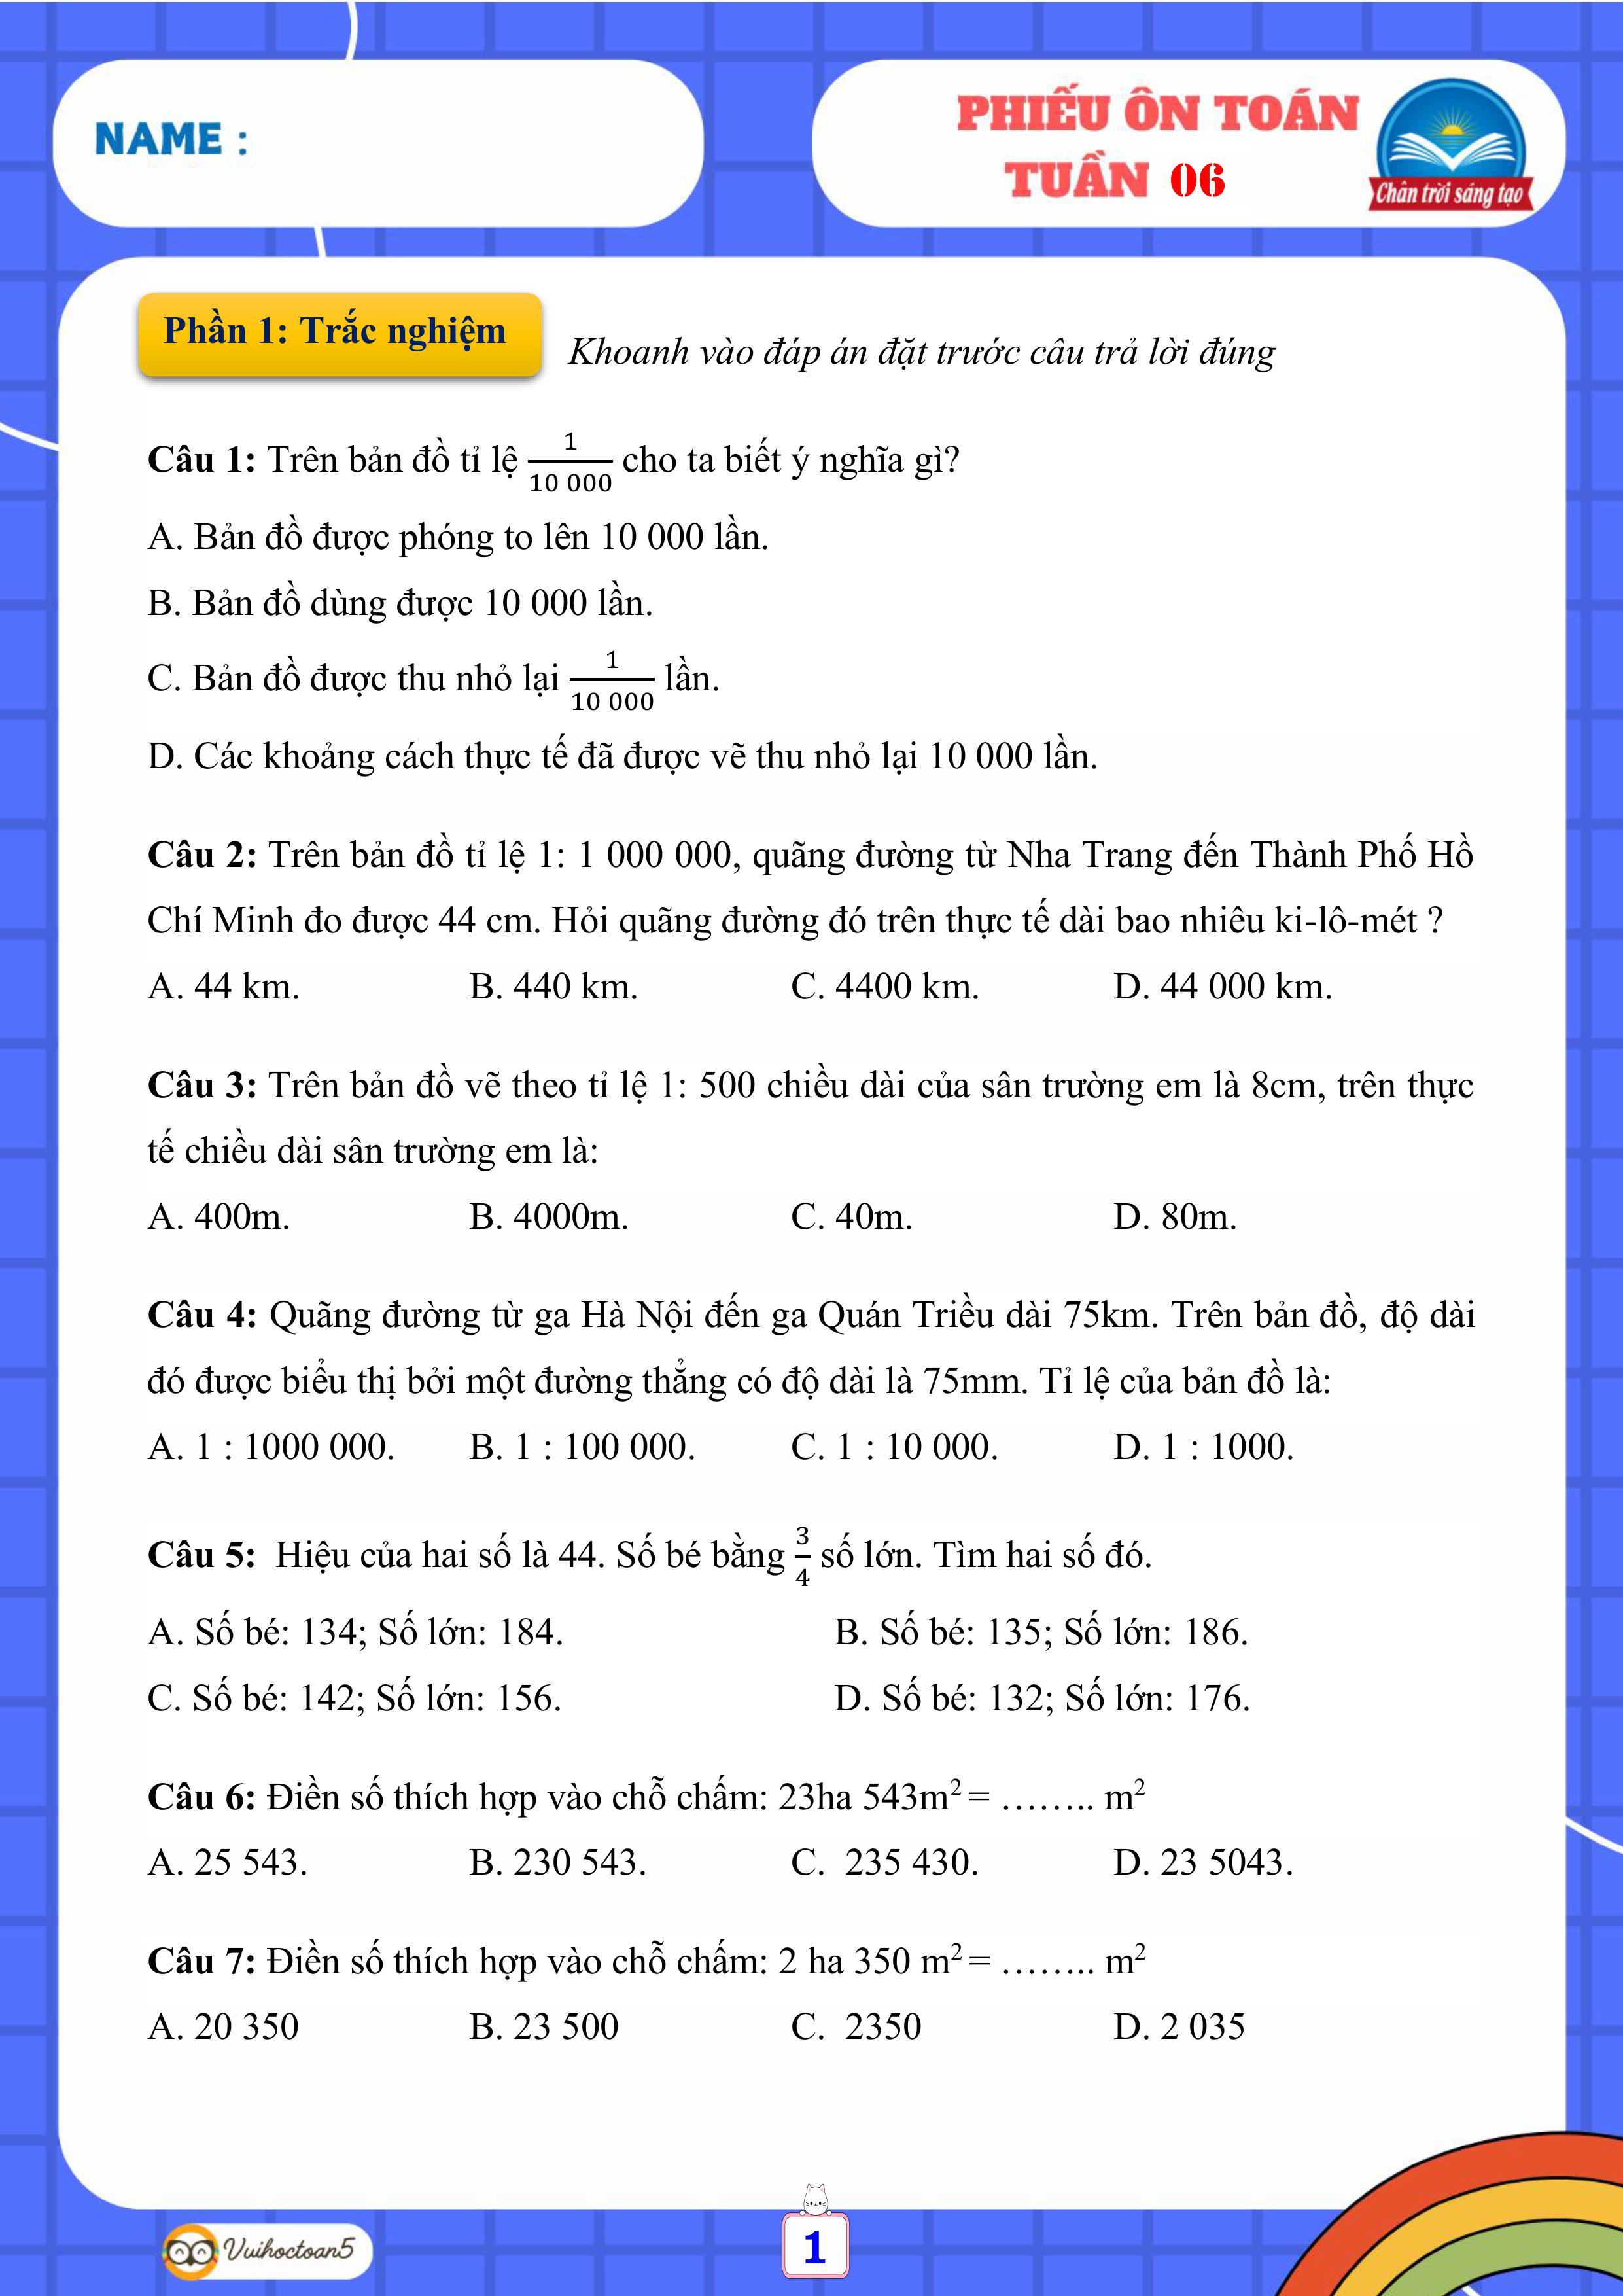 NAME :
PHIẾU ÔN TOÁN
TUẦN 06
Chân trời sáng tạo
Phần 1: Trắc nghiệm
Khoanh vào đáp án đặt trước câu trả lời đúng
Câu 1: Trên bản đồ tỉ lệ 1/10 000 cho ta biết ý nghĩa gì?
A. Bản đồ được phóng to lên 10 000 lần.
B. Bản đồ dùng được 10 000 lần.
C. Bản đồ được thu nhỏ lại 1/10 000 lần.
D. Các khoảng cách thực tế đã được vẽ thu nhỏ lại 10 000 lần.
Câu 2: Trên bản đồ tỉ lệ 1: 1 000 000, quãng đường từ Nha Trang đến Thành Phố Hồ
Chí Minh đo được 44 cm. Hỏi quãng đường đó trên thực tế dài bao nhiêu ki-lô-mét ?
A. 44 km. B. 440 km. C. 4400 km. D. 44 000 km.
Câu 3: Trên bản đồ vẽ theo tỉ lệ 1: 500 chiều dài của sân trường em là 8cm, trên thực
tế chiều dài sân trường em là:
A. 400m. B. 4000m. C. 40m. D. 80m.
Câu 4: Quãng đường từ ga Hà Nội đến ga Quán Triều dài 75km. Trên bản đồ, độ dài
đó được biểu thị bởi một đường thẳng có độ dài là 75mm. Tỉ lệ của bản đồ là:
A. 1 : 1000 000. B. 1 : 100 000. C. 1 : 10 000. D. 1 : 1000.
Câu 5: Hiệu của hai số là 44. Số bé bằng 3/4 số lớn. Tìm hai số đó.
A. Số bé: 134; Số lớn: 184. B. Số bé: 135; Số lớn: 186.
C. Số bé: 142; Số lớn: 156. D. Số bé: 132; Số lớn: 176.
Câu 6: Điền số thích hợp vào chỗ chấm: 23ha 543m² = …….. m²
A. 25 543. B. 230 543. C. 235 430. D. 23 5043.
Câu 7: Điền số thích hợp vào chỗ chấm: 2 ha 350 m² = …….. m²
A. 20 350 B. 23 500 C. 2350 D. 2 035
Vuihoctoan5
1